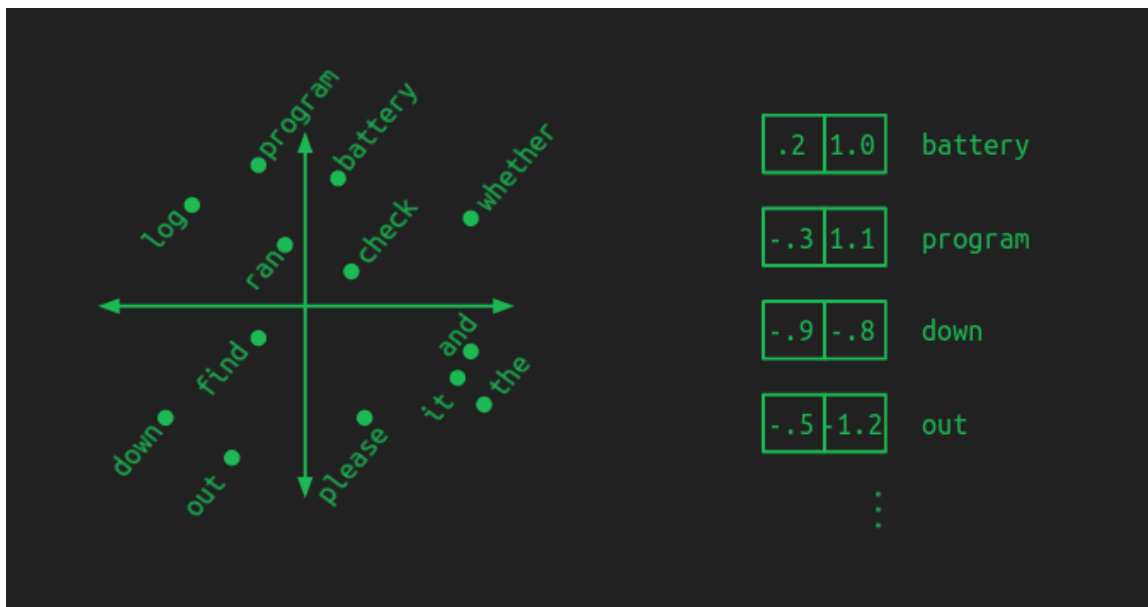 program
battery
whether
log
check
ran
and
find
the
it
down
please
out
.2 1.0 battery
-.3 1.1 program
-.9 -.8 down
-.5 -1.2 out
⋮